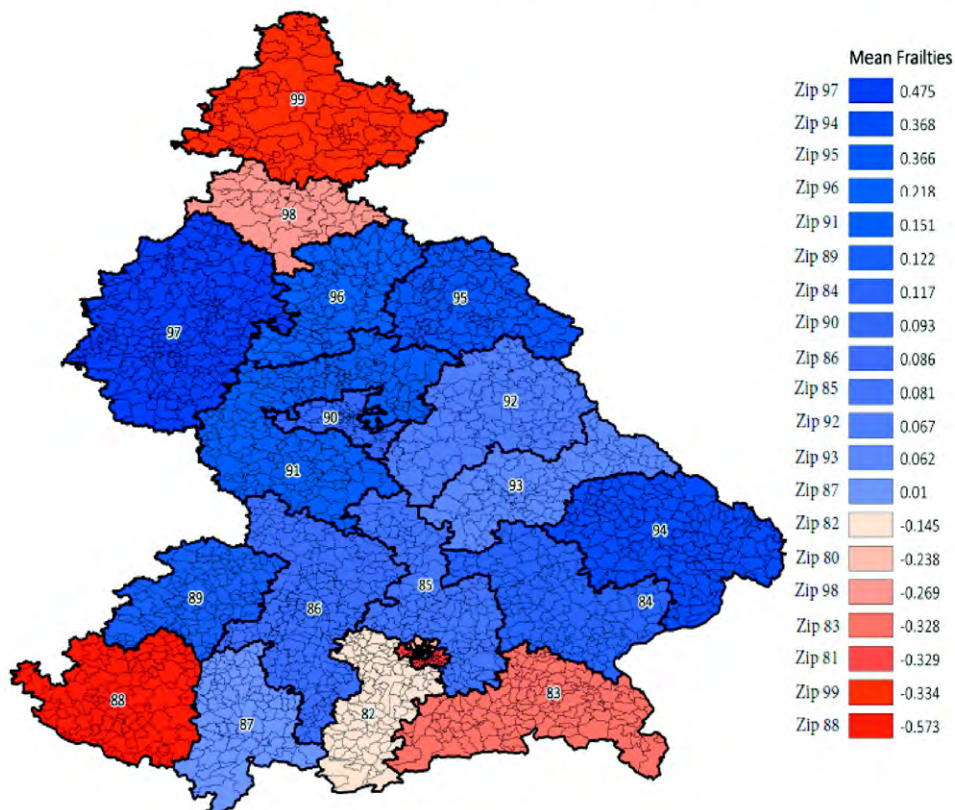 Mean Frailties
Zip 97 0.475
Zip 94 0.368
Zip 95 0.366
Zip 96 0.218
Zip 91 0.151
Zip 89 0.122
Zip 84 0.117
Zip 90 0.093
Zip 86 0.086
Zip 85 0.081
Zip 92 0.067
Zip 93 0.062
Zip 87 0.01
Zip 82 -0.145
Zip 80 -0.238
Zip 98 -0.269
Zip 83 -0.328
Zip 81 -0.329
Zip 99 -0.334
Zip 88 -0.573
99
98
96
95
97
92
90
91
93
94
89
85
86
84
83
88
87
82